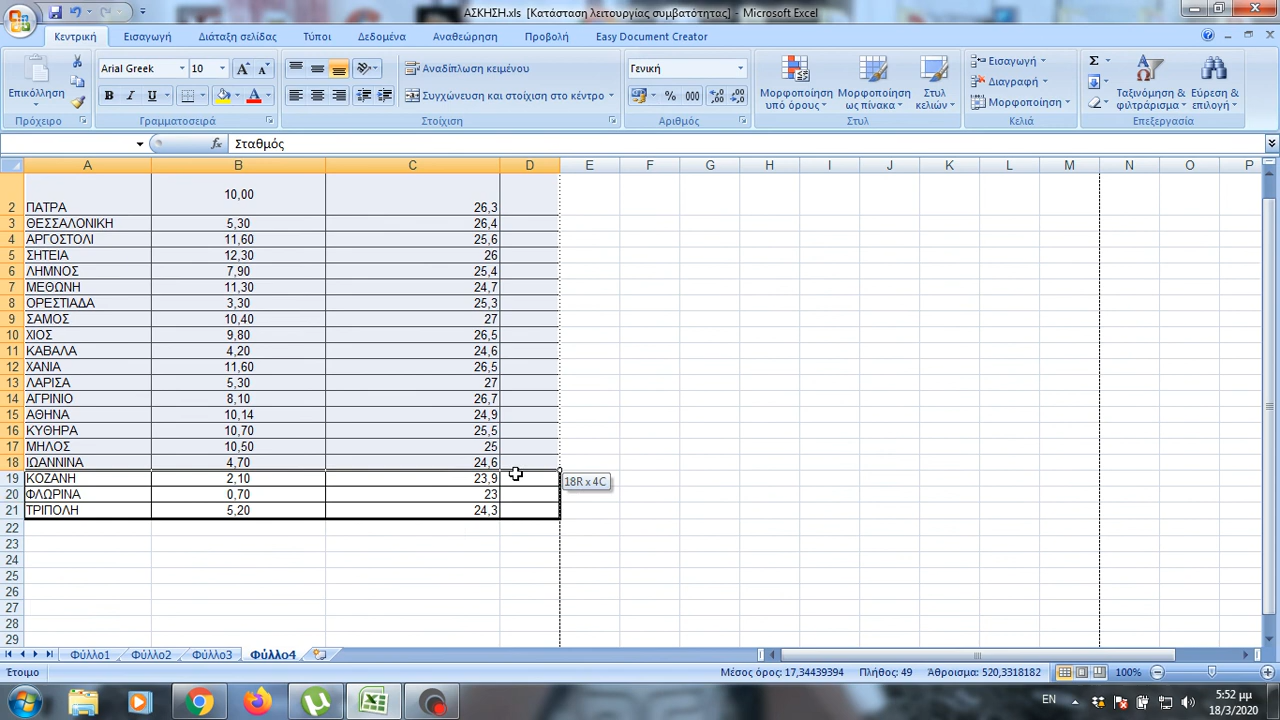 ΑΣΚΗΣΗ.xls [Κατάσταση λειτουργίας συμβατότητας] - Microsoft Excel
Κεντρική Εισαγωγή Διάταξη σελίδας Τύποι Δεδομένα Αναθεώρηση Προβολή Easy Document Creator
Επικόλληση
Arial Greek 10
Αναδίπλωση κειμένου
Συγχώνευση και στοίχιση στο κέντρο
Γενική
Μορφοποίηση υπό όρους
Μορφοποίηση ως πίνακα
Στυλ κελιών
Εισαγωγή
Διαγραφή
Μορφοποίηση
Ταξινόμηση & φιλτράρισμα
Εύρεση & επιλογή
Πρόχειρο Γραμματοσειρά Στοίχιση Αριθμός Στυλ Κελιά Επεξεργασία
fx Σταθμός
A B C D E F G H I J K L M N O P
2 ΠΑΤΡΑ 10,00 26,3
3 ΘΕΣΣΑΛΟΝΙΚΗ 5,30 26,4
4 ΑΡΓΟΣΤΟΛΙ 11,60 25,6
5 ΣΗΤΕΙΑ 12,30 26
6 ΛΗΜΝΟΣ 7,90 25,4
7 ΜΕΘΩΝΗ 11,30 24,7
8 ΟΡΕΣΤΙΑΔΑ 3,30 25,3
9 ΣΑΜΟΣ 10,40 27
10 ΧΙΟΣ 9,80 26,5
11 ΚΑΒΑΛΑ 4,20 24,6
12 ΧΑΝΙΑ 11,60 26,5
13 ΛΑΡΙΣΑ 5,30 27
14 ΑΓΡΙΝΙΟ 8,10 26,7
15 ΑΘΗΝΑ 10,14 24,9
16 ΚΥΘΗΡΑ 10,70 25,5
17 ΜΗΛΟΣ 10,50 25
18 ΙΩΑΝΝΙΝΑ 4,70 24,6
19 ΚΟΖΑΝΗ 2,10 23,9
18R x 4C
20 ΦΛΩΡΙΝΑ 0,70 23
21 ΤΡΙΠΟΛΗ 5,20 24,3
22
23
24
25
26
27
28
29
Φύλλο1 Φύλλο2 Φύλλο3 Φύλλο4
Έτοιμο Μέσος όρος: 17,34439394 Πλήθος: 49 Άθροισμα: 520,3318182 100%
EN 5:52 μμ
18/3/2020